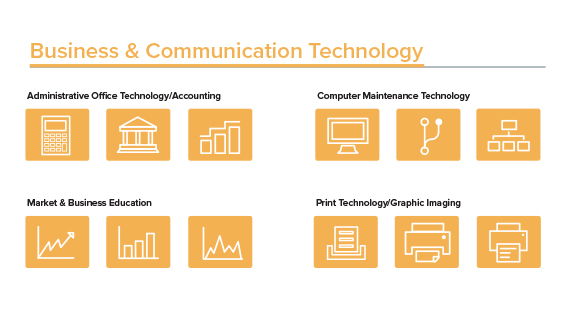 Business & Communication Technology
Administrative Office Technology/Accounting
Computer Maintenance Technology
Market & Business Education
Print Technology/Graphic Imaging